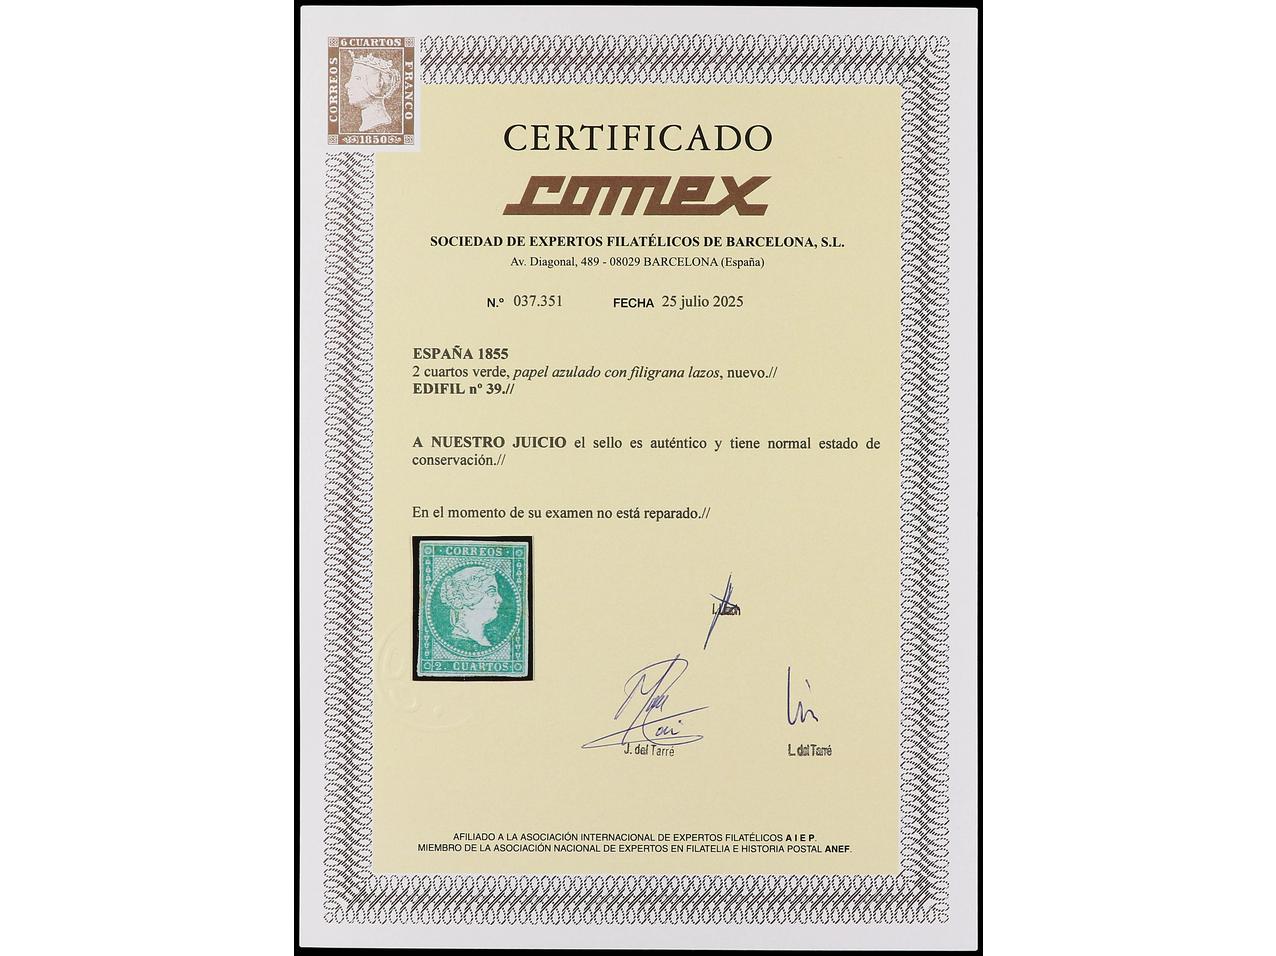 6 CUARTOS
CORREOS
FRANCO
1850
CERTIFICADO
comex
SOCIEDAD DE EXPERTOS FILATÉLICOS DE BARCELONA, S.L.
Av. Diagonal, 489 - 08029 BARCELONA (España)
N.º 037.351 FECHA 25 julio 2025
ESPAÑA 1855
2 cuartos verde, papel azulado con filigrana lazos, nuevo.//
EDIFIL nº 39.//
A NUESTRO JUICIO el sello es auténtico y tiene normal estado de
conservación.//
En el momento de su examen no está reparado.//
· CORREOS ·
2. CUARTOS·
J. del Tarré
L. del Tarré
AFILIADO A LA ASOCIACIÓN INTERNACIONAL DE EXPERTOS FILATÉLICOS A I E P.
MIEMBRO DE LA ASOCIACIÓN NACIONAL DE EXPERTOS EN FILATELIA E HISTORIA POSTAL ANEF.